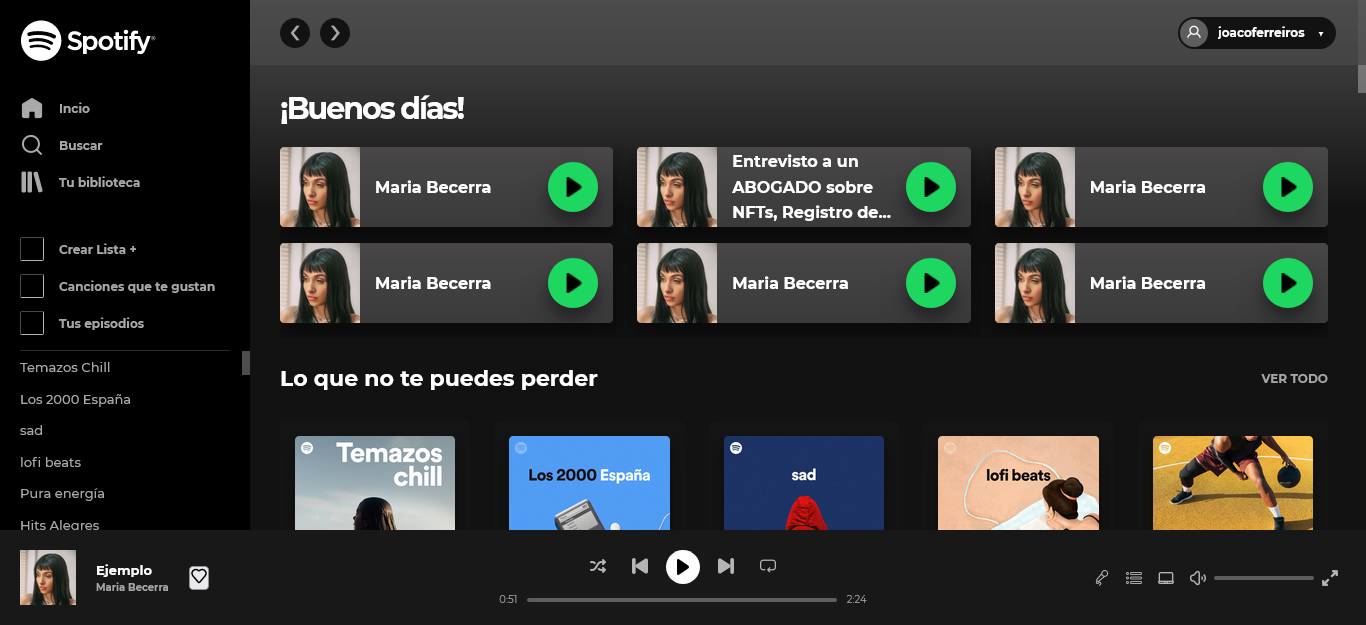 Spotify®
Incio
Buscar
Tu biblioteca
Crear Lista +
Canciones que te gustan
Tus episodios
Temazos Chill
Los 2000 España
sad
lofi beats
Pura energía
Hits Alegres
joacoferreiros ▼
¡Buenos días!
Maria Becerra
Entrevisto a un
ABOGADO sobre
NFTs, Registro de...
Maria Becerra
Maria Becerra
Maria Becerra
Maria Becerra
Lo que no te puedes perder
VER TODO
Temazos
chill
Los 2000 España
sad
lofi beats
Ejemplo
Maria Becerra
0:51
2:24